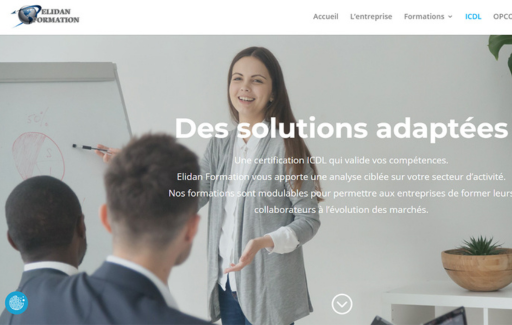 ELIDAN
FORMATION
Accueil L'entreprise Formations ICDL OPCO
Des solutions adaptées
Une certification ICDL qui valide vos compétences.
Elidan Formation vous apporte une analyse ciblée sur votre secteur d'activité.
Nos formations sont modulables pour permettre aux entreprises de former leurs
collaborateurs à l'évolution des marchés.